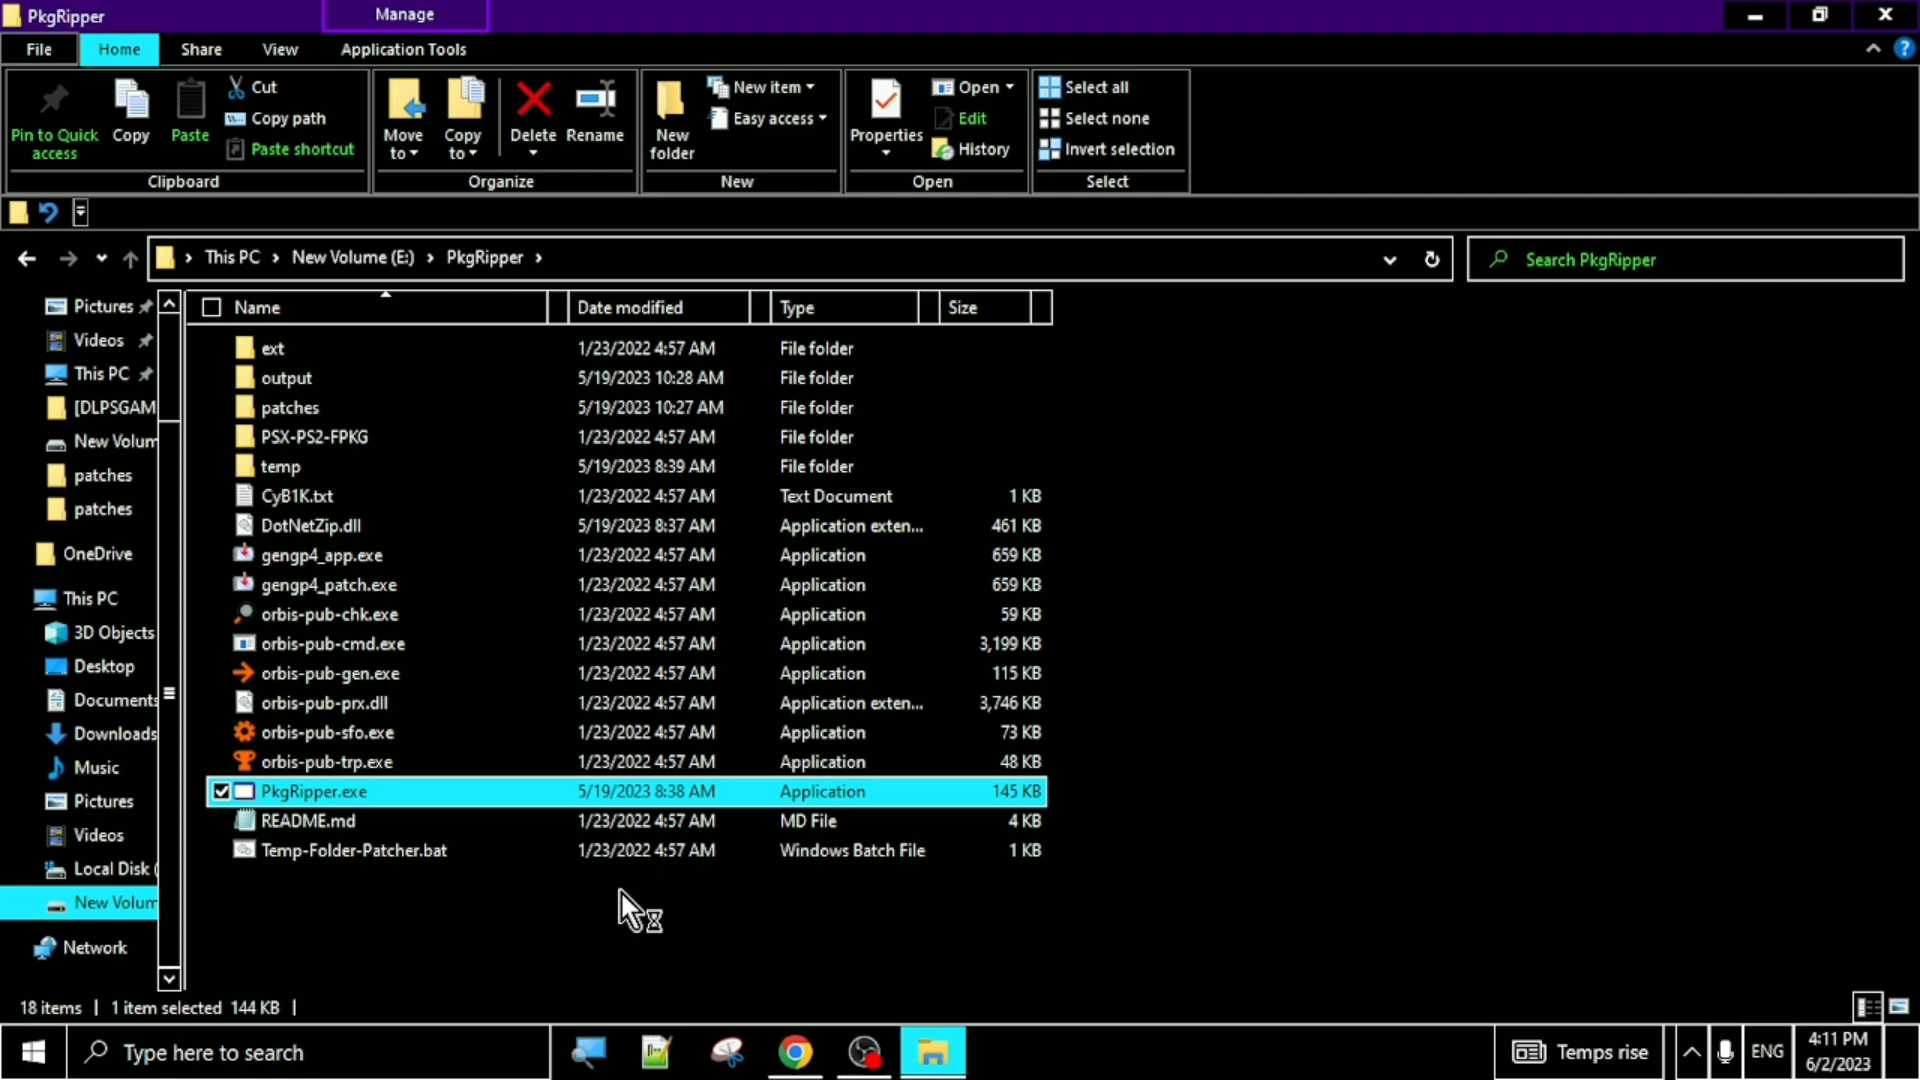 PkgRipper
Manage
File
Home
Share
View
Application Tools
Pin to Quick
access
Copy
Paste
Cut
Copy path
Paste shortcut
Clipboard
Move
to
Copy
to
Delete
Rename
Organize
New
folder
New item
Easy access
New
Properties
Open
Edit
History
Open
Select all
Select none
Invert selection
Select
This PC › New Volume (E:) › PkgRipper ›
Search PkgRipper
Pictures
Videos
This PC
[DLPSGAM
New Volum
patches
patches
OneDrive
This PC
3D Objects
Desktop
Documents
Downloads
Music
Pictures
Videos
Local Disk (
New Volum
Network
Name Date modified Type Size
ext 1/23/2022 4:57 AM File folder
output 5/19/2023 10:28 AM File folder
patches 5/19/2023 10:27 AM File folder
PSX-PS2-FPKG 1/23/2022 4:57 AM File folder
temp 5/19/2023 8:39 AM File folder
CyB1K.txt 1/23/2022 4:57 AM Text Document 1 KB
DotNetZip.dll 5/19/2023 8:37 AM Application exten... 461 KB
gengp4_app.exe 1/23/2022 4:57 AM Application 659 KB
gengp4_patch.exe 1/23/2022 4:57 AM Application 659 KB
orbis-pub-chk.exe 1/23/2022 4:57 AM Application 59 KB
orbis-pub-cmd.exe 1/23/2022 4:57 AM Application 3,199 KB
orbis-pub-gen.exe 1/23/2022 4:57 AM Application 115 KB
orbis-pub-prx.dll 1/23/2022 4:57 AM Application exten... 3,746 KB
orbis-pub-sfo.exe 1/23/2022 4:57 AM Application 73 KB
orbis-pub-trp.exe 1/23/2022 4:57 AM Application 48 KB
PkgRipper.exe 5/19/2023 8:38 AM Application 145 KB
README.md 1/23/2022 4:57 AM MD File 4 KB
Temp-Folder-Patcher.bat 1/23/2022 4:57 AM Windows Batch File 1 KB
18 items | 1 item selected 144 KB |
Type here to search
Temps rise
ENG
4:11 PM
6/2/2023